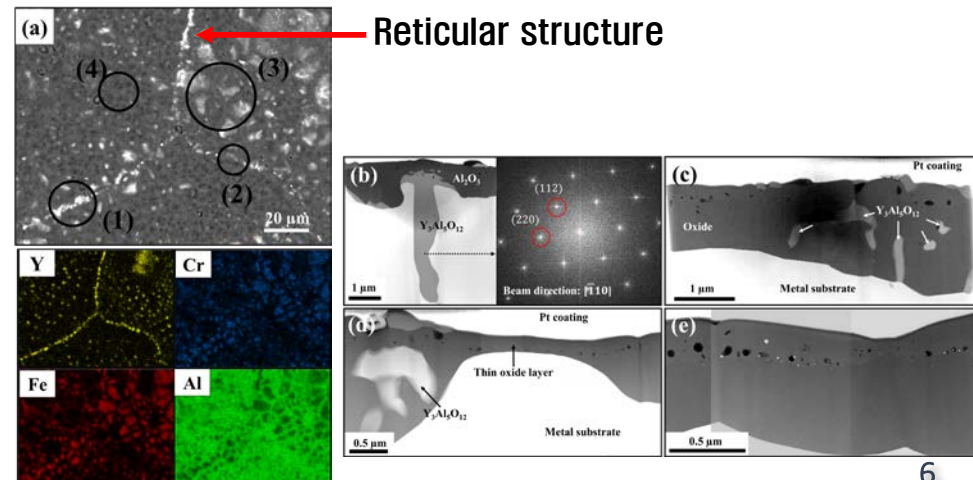 Reticular structure
(a)
(4)
(3)
(2)
(1)
20 μm
Y
Cr
Fe
Al
(b)
Al₂O₃
Y₃Al₅O₁₂
1 μm
(112)
(220)
Beam direction: [1̄10]
(c)
Pt coating
Y₃Al₅O₁₂
Oxide
1 μm
Metal substrate
(d)
Pt coating
Thin oxide layer
Y₃Al₅O₁₂
0.5 μm
Metal substrate
(e)
0.5 μm
6